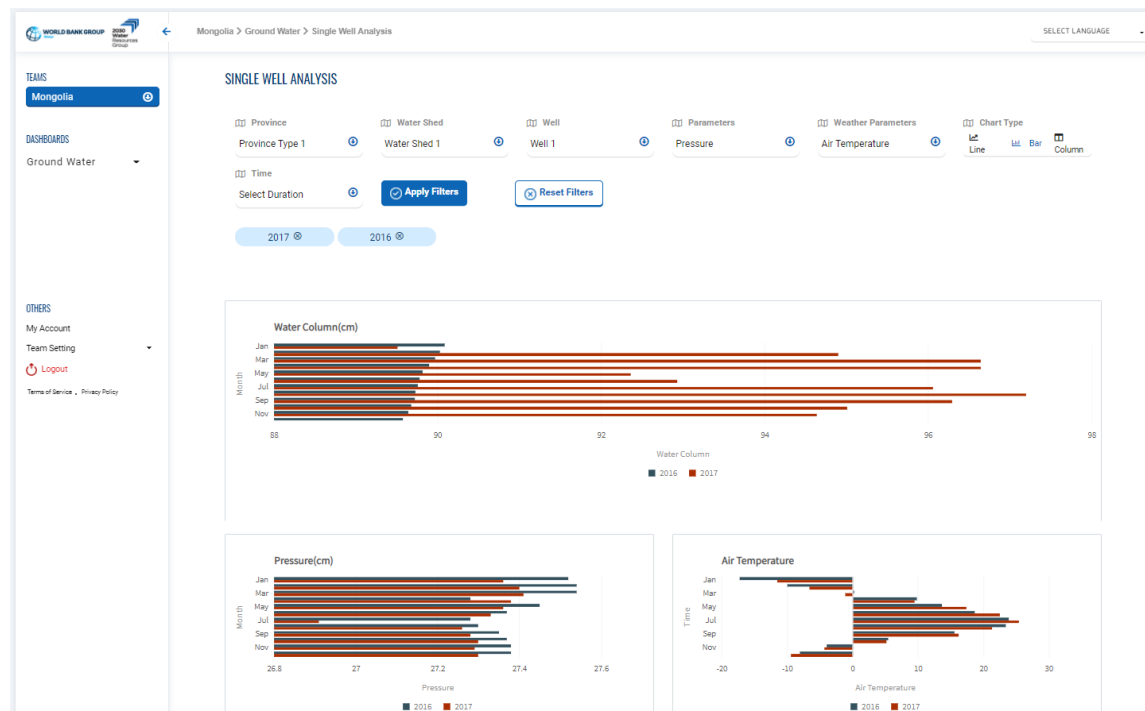 WORLD BANK GROUP
Water
2030
Water
Resources
Group
Mongolia > Ground Water > Single Well Analysis
SELECT LANGUAGE
TEAMS
Mongolia
DASHBOARDS
Ground Water
OTHERS
My Account
Team Setting
Logout
Terms of Service , Privacy Policy
SINGLE WELL ANALYSIS
Province
Province Type 1
Water Shed
Water Shed 1
Well
Well 1
Parameters
Pressure
Weather Parameters
Air Temperature
Chart Type
Line
Bar
Column
Time
Select Duration
Apply Filters
Reset Filters
2017
2016
Water Column(cm)
Month
Jan
Mar
May
Jul
Sep
Nov
88 90 92 94 96 98
Water Column
2016 2017
Pressure(cm)
Month
Jan
Mar
May
Jul
Sep
Nov
26.8 27 27.2 27.4 27.6
Pressure
2016 2017
Air Temperature
Time
Jan
Mar
May
Jul
Sep
Nov
-20 -10 0 10 20 30
Air Temperature
2016 2017